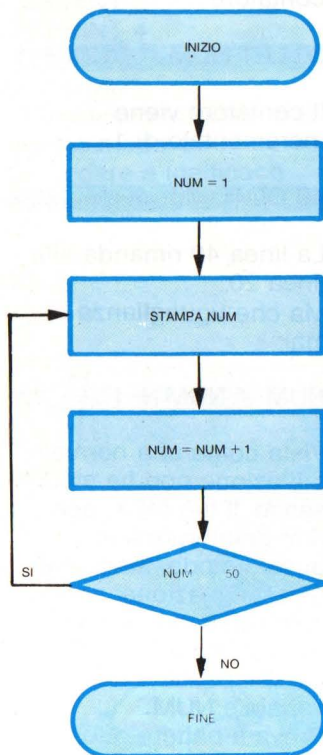 INIZIO
NUM = 1
STAMPA NUM
NUM = NUM + 1
NUM 50
SI
NO
FINE